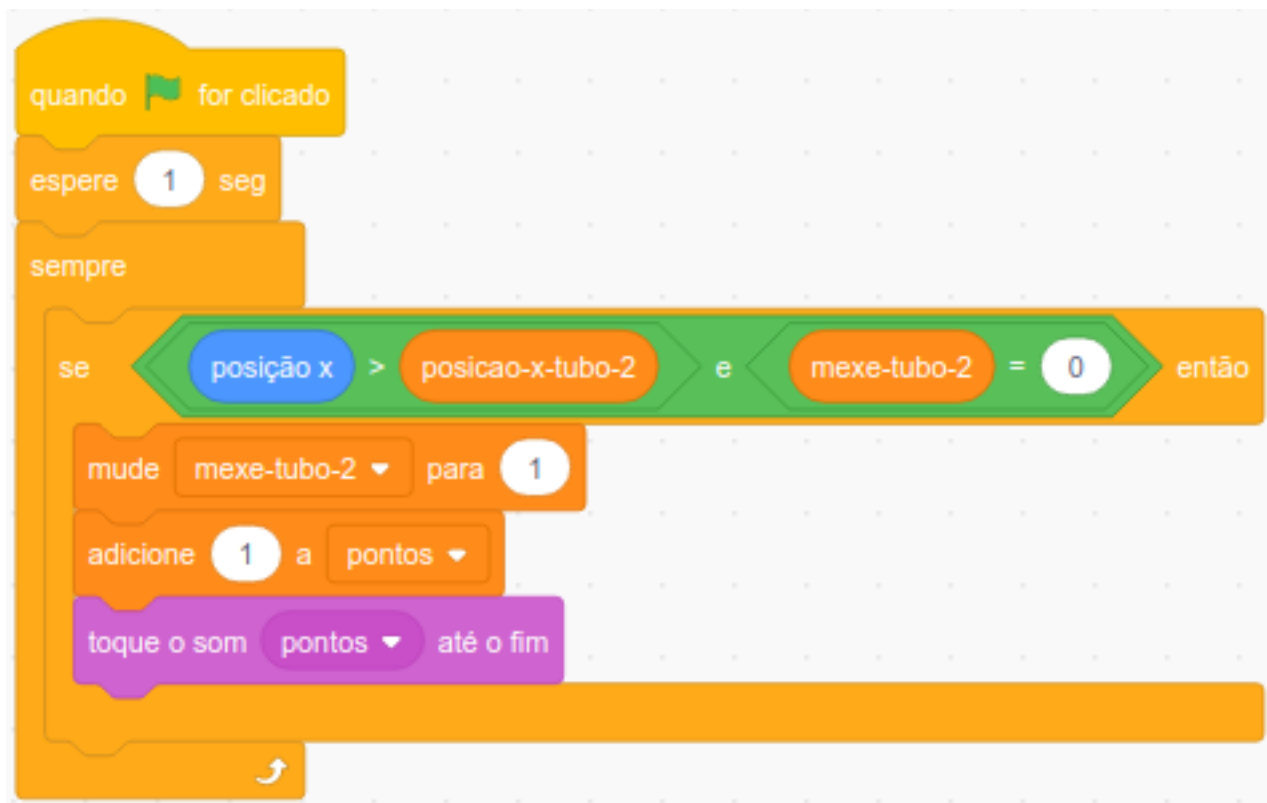 quando for clicado
espere 1 seg
sempre
se posição x > posicao-x-tubo-2 e mexe-tubo-2 = 0 então
mude mexe-tubo-2 para 1
adicione 1 a pontos
toque o som pontos até o fim